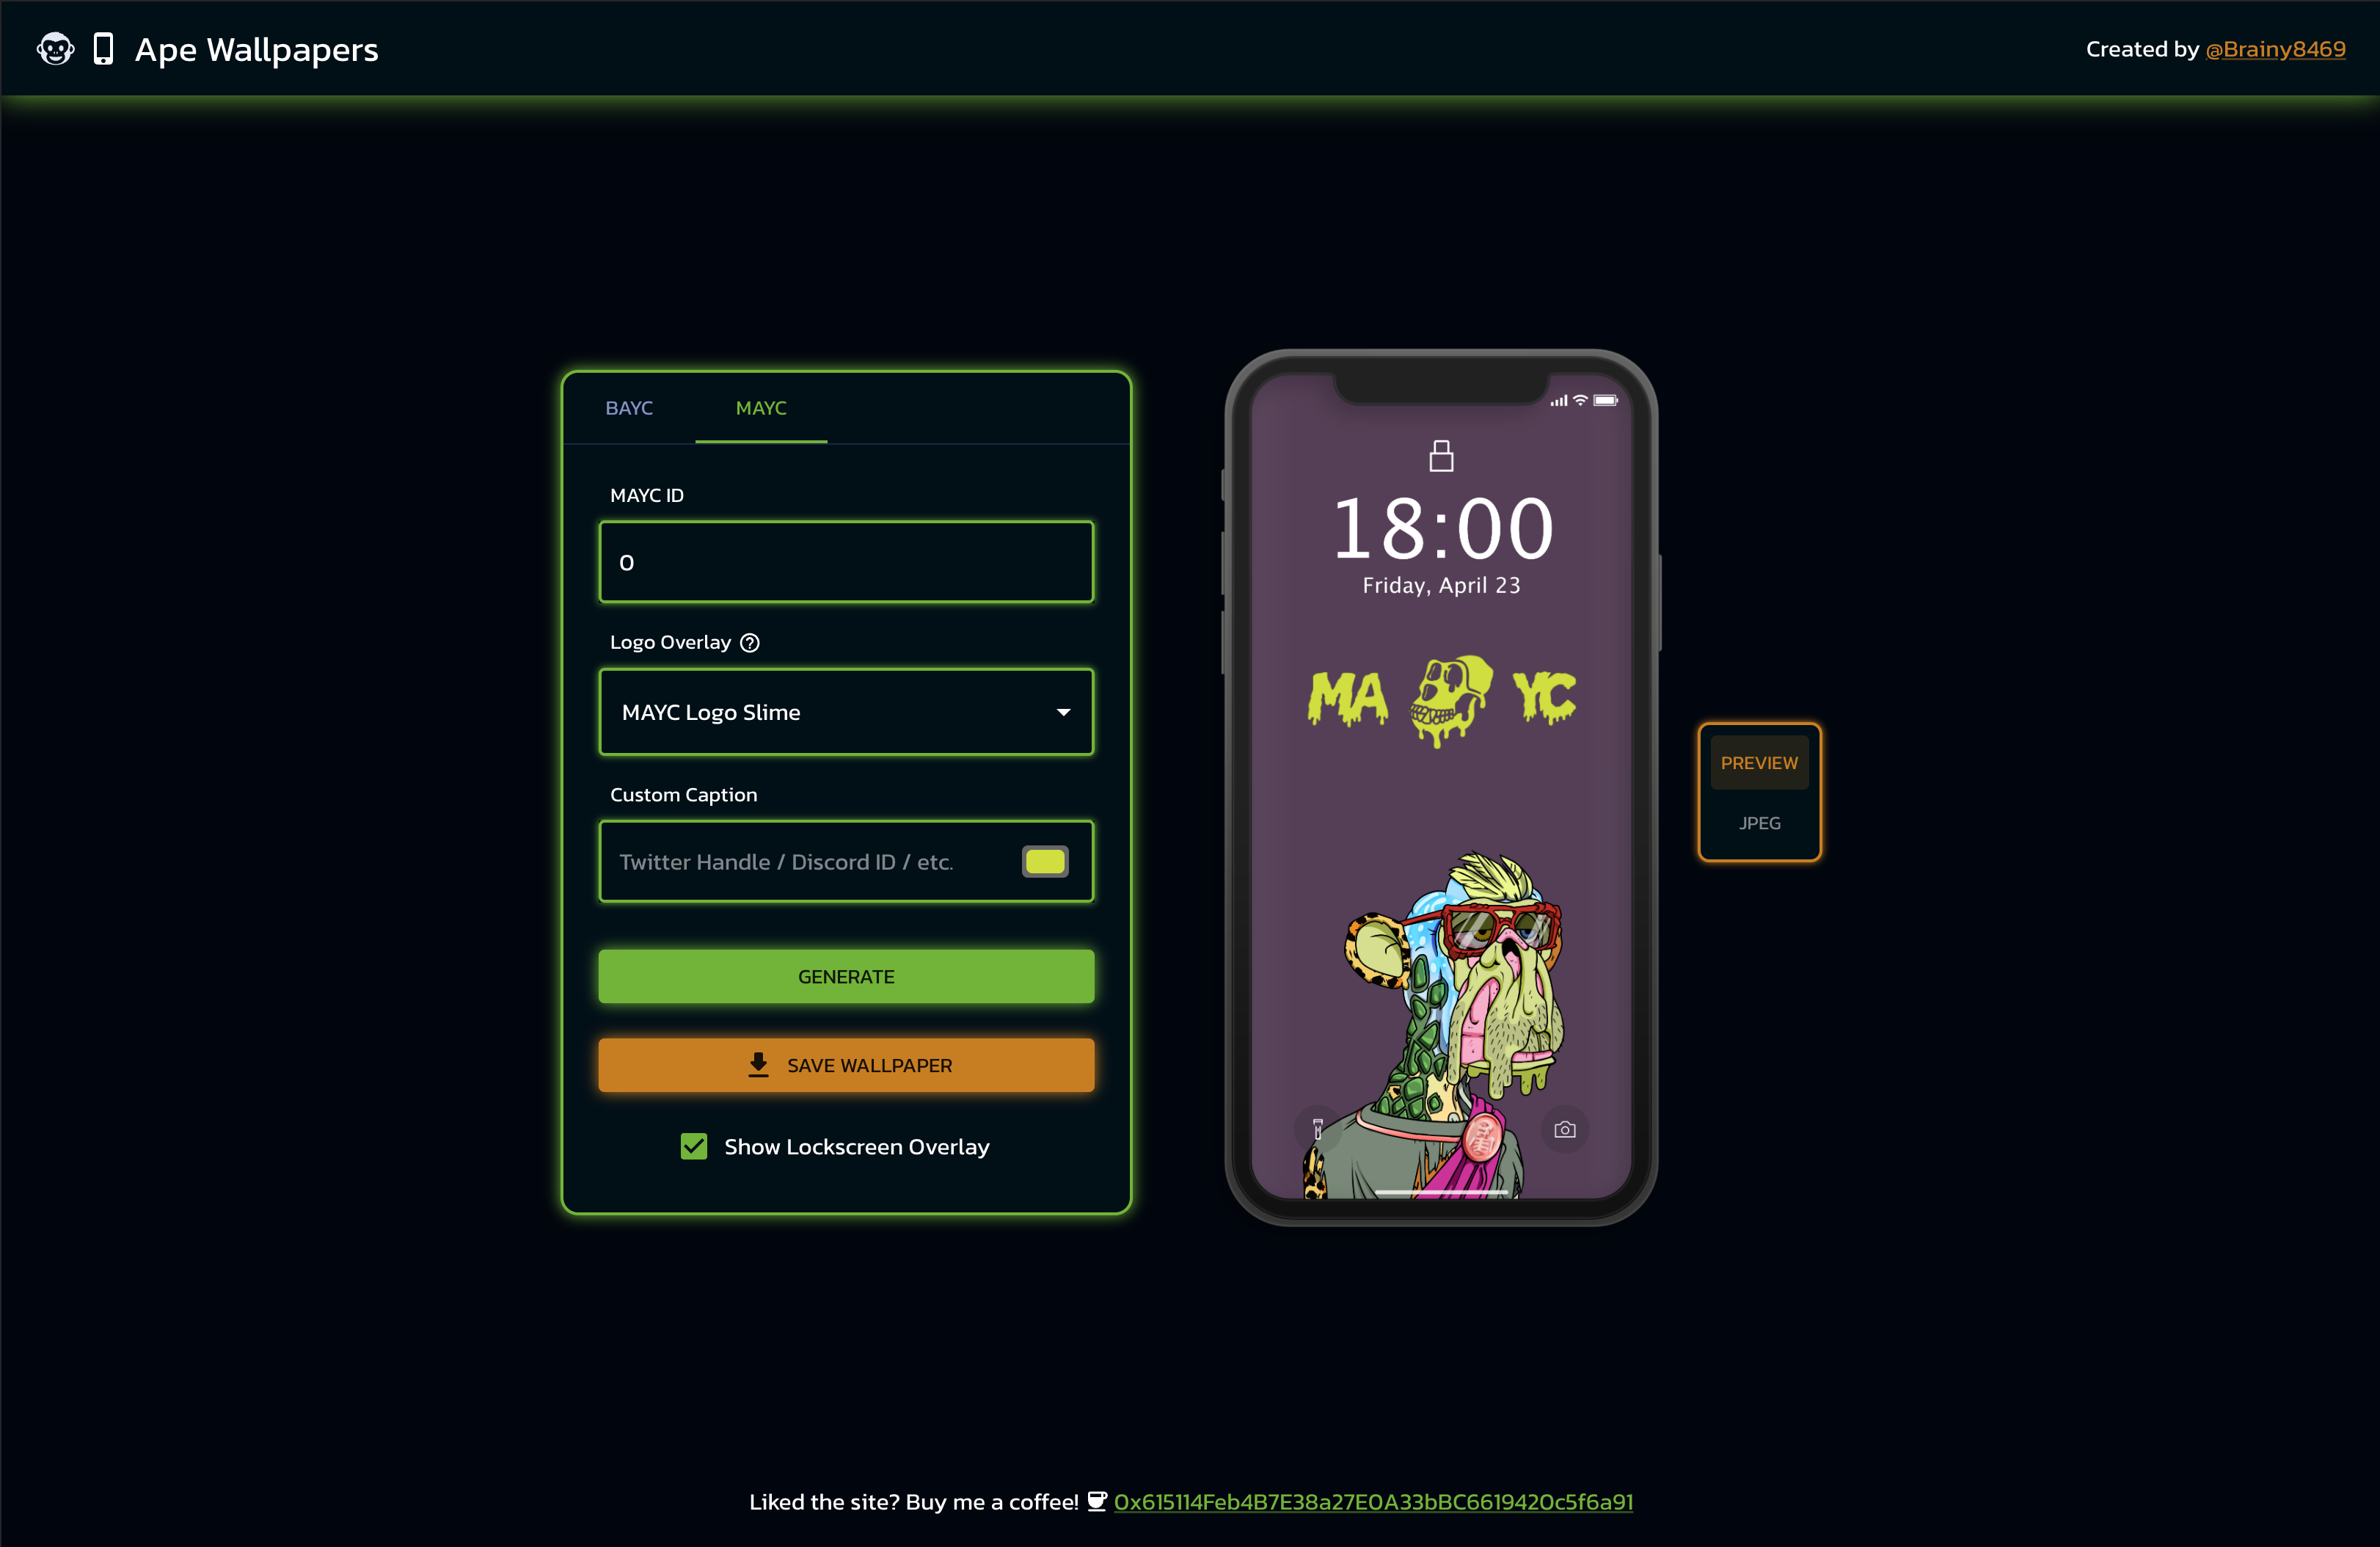 Ape Wallpapers
Created by @Brainy8469
BAYC MAYC
MAYC ID
0
Logo Overlay
MAYC Logo Slime
Custom Caption
Twitter Handle / Discord ID / etc.
GENERATE
SAVE WALLPAPER
Show Lockscreen Overlay
18:00
Friday, April 23
MA YC
PREVIEW
JPEG
Liked the site? Buy me a coffee! 0x615114Feb4B7E38a27E0A33bBC6619420c5f6a91